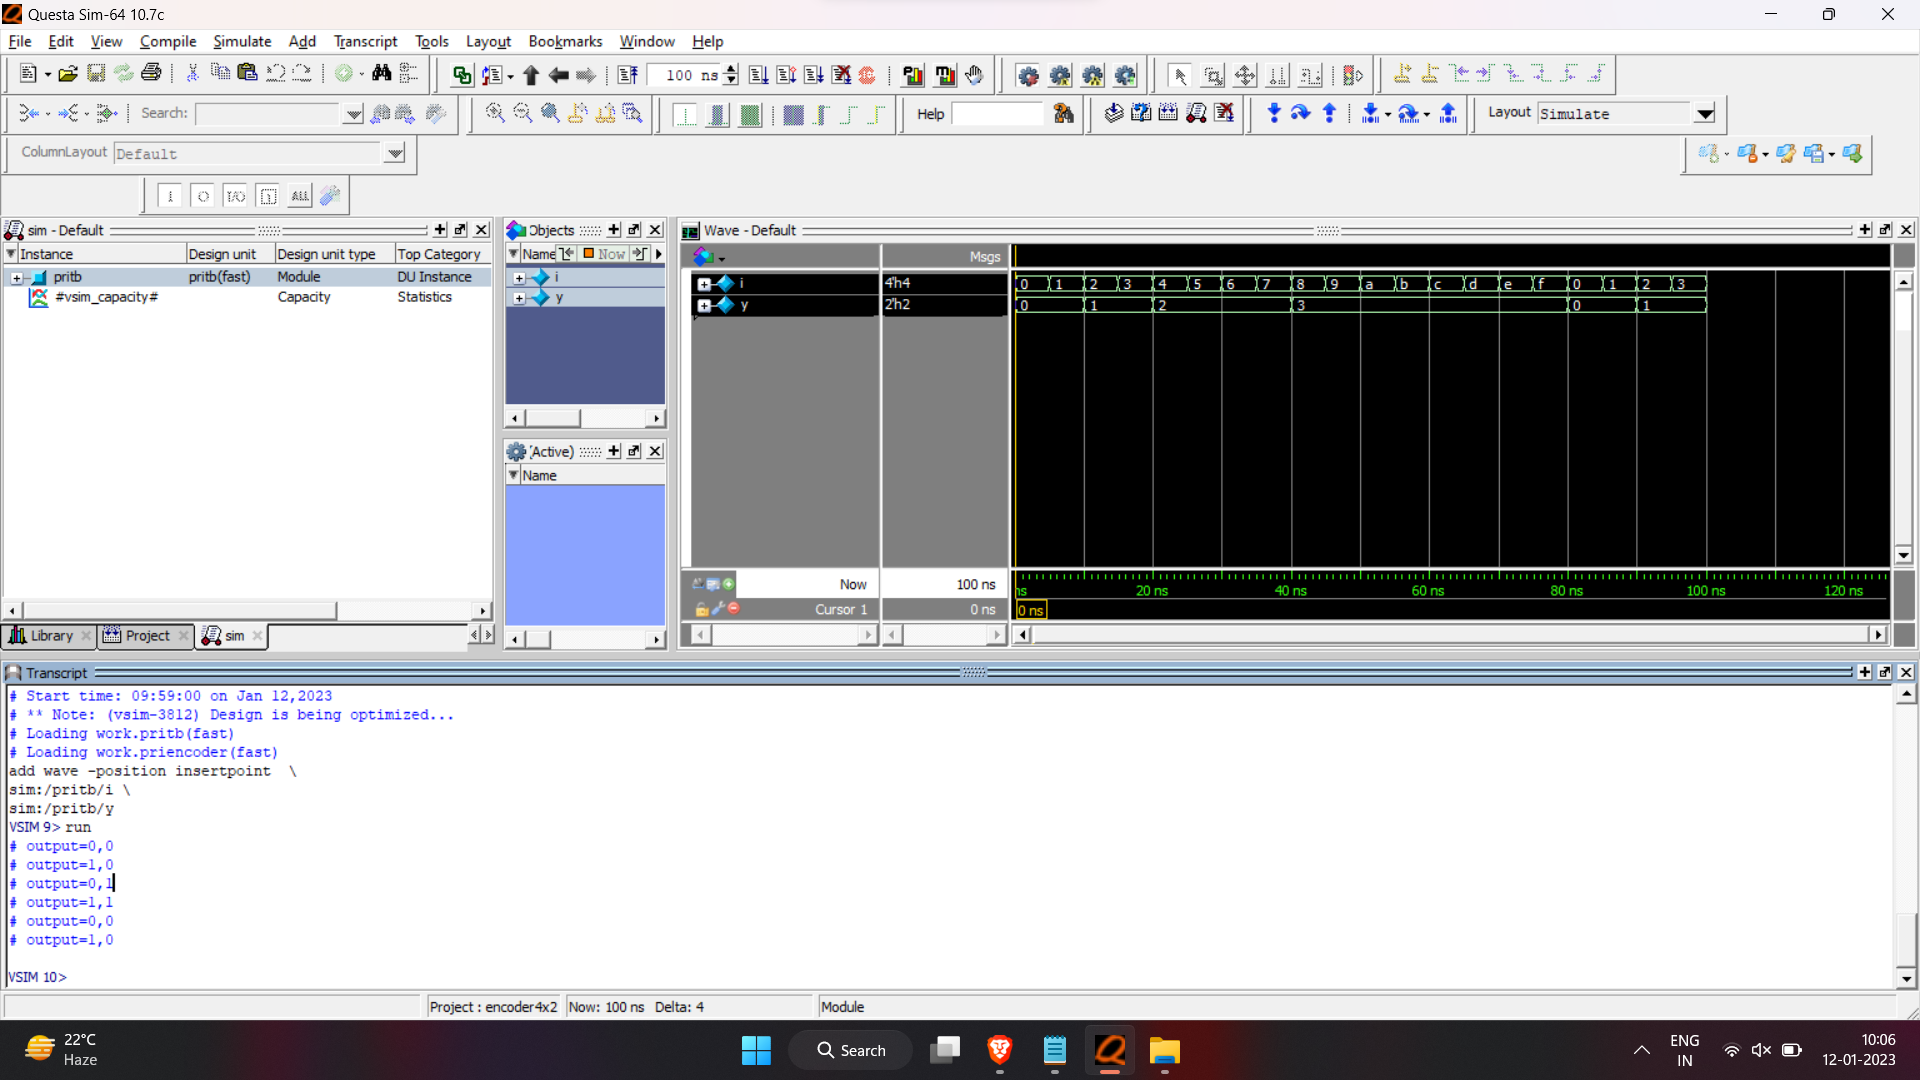 Questa Sim-64 10.7c
File Edit View Compile Simulate Add Transcript Tools Layout Bookmarks Window Help
100 ns
Search:
Help
Layout Simulate
ColumnLayout Default
I O I/O ALL
sim - Default
Instance Design unit Design unit type Top Category
pritb pritb(fast) Module DU Instance
#vsim_capacity# Capacity Statistics
Library Project sim
Objects
Name Now
i
y
(Active)
Name
Wave - Default
Msgs
i 4'h4 0 1 2 3 4 5 6 7 8 9 a b c d e f 0 1 2 3
y 2'h2 0 1 2 3 0 1
Now 100 ns ns 20 ns 40 ns 60 ns 80 ns 100 ns 120 ns
Cursor 1 0 ns 0 ns
Transcript
# Start time: 09:59:00 on Jan 12,2023
# ** Note: (vsim-3812) Design is being optimized...
# Loading work.pritb(fast)
# Loading work.priencoder(fast)
add wave -position insertpoint \
sim:/pritb/i \
sim:/pritb/y
VSIM 9> run
# output=0,0
# output=1,0
# output=0,1
# output=1,1
# output=0,0
# output=1,0
VSIM 10>
Project : encoder4x2 Now: 100 ns Delta: 4 Module
22°C
Haze
Search
ENG
IN
10:06
12-01-2023